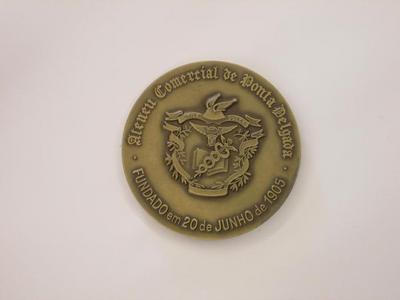 Ateneu Comercial de Ponta Delgada
FUNDADO em 20 de JUNHO de 1905